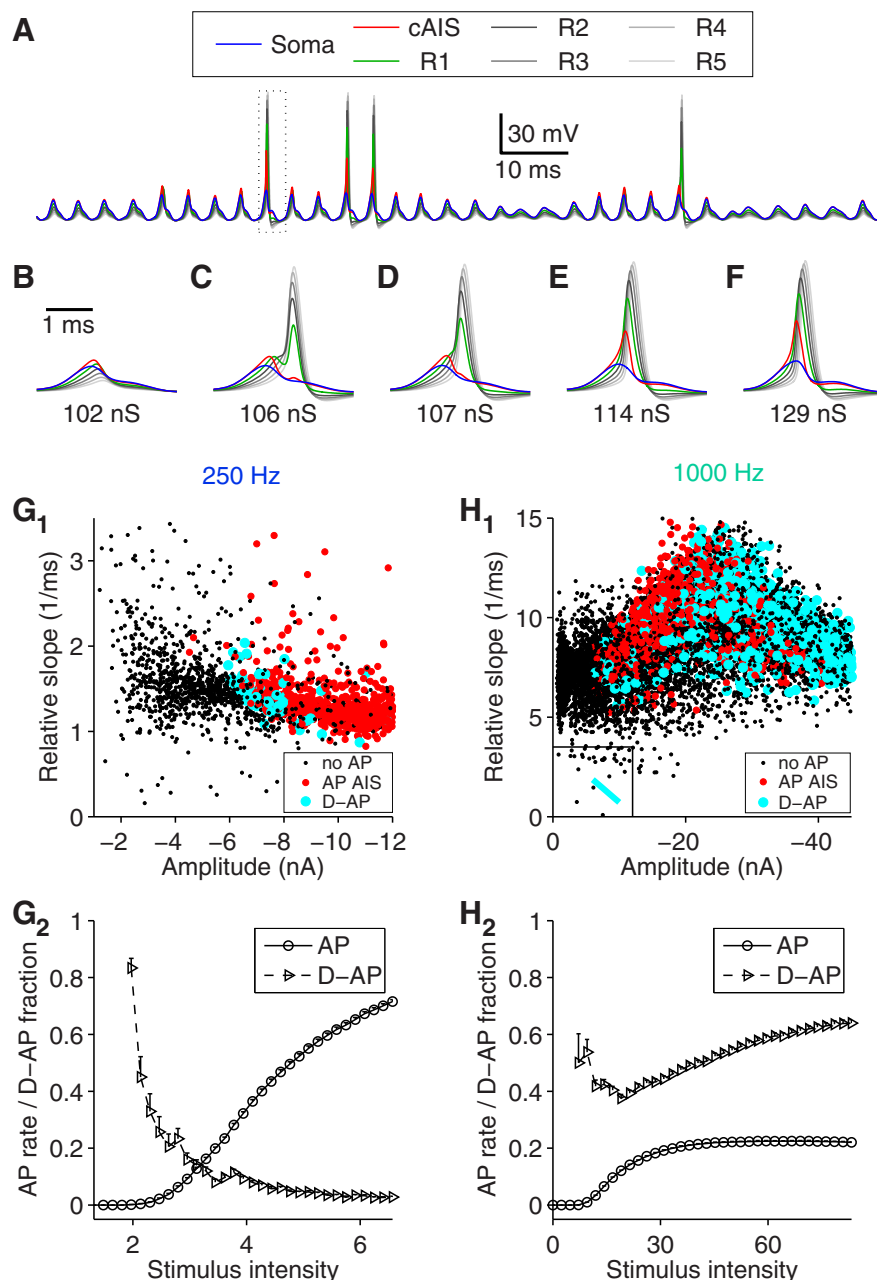 A
Soma
cAIS
R1
R2
R3
R4
R5
30 mV
10 ms
B
C
D
E
F
1 ms
102 nS
106 nS
107 nS
114 nS
129 nS
250 Hz
1000 Hz
G1
Relative slope (1/ms)
3
2
1
0
−2
−4
−6
−8
−10
−12
Amplitude (nA)
no AP
AP AIS
D−AP
H1
Relative slope (1/ms)
15
10
5
0
0
−20
−40
Amplitude (nA)
no AP
AP AIS
D−AP
G2
AP rate / D−AP fraction
1
0.8
0.6
0.4
0.2
0
2
4
6
Stimulus intensity
AP
D−AP
H2
AP rate / D−AP fraction
1
0.8
0.6
0.4
0.2
0
0
30
60
Stimulus intensity
AP
D−AP